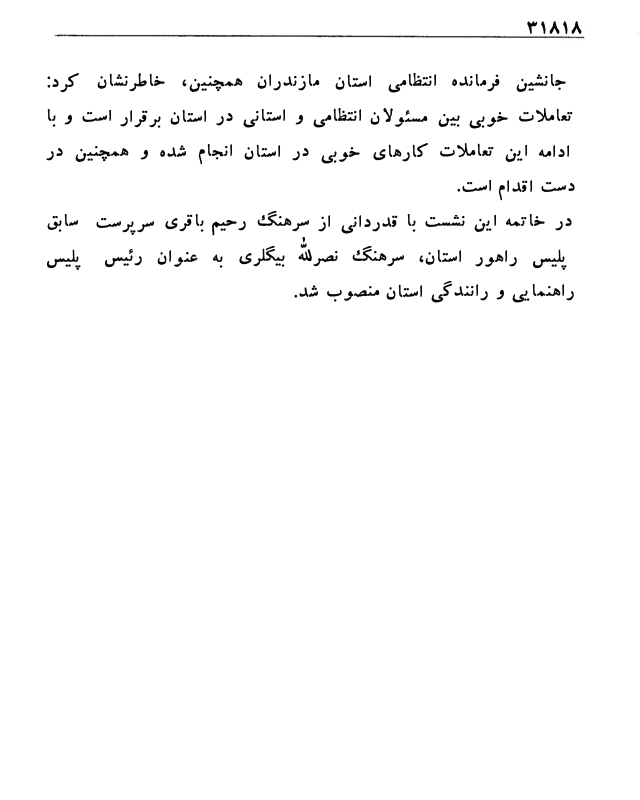 ۳۱۸۱۸
جانشین فرمانده انتظامی استان مازندران همچنین، خاطرنشان کرد:
تعاملات خوبی بین مسئولان انتظامی و استانی در استان برقرار است و با
ادامه این تعاملات کارهای خوبی در استان انجام شده و همچنین در
دست اقدام است.
در خاتمه این نشست با قدردانی از سرهنگ رحیم باقری سرپرست سابق
پلیس راهور استان، سرهنگ نصرالله بیگلری به عنوان رئیس پلیس
راهنمایی و رانندگی استان منصوب شد.